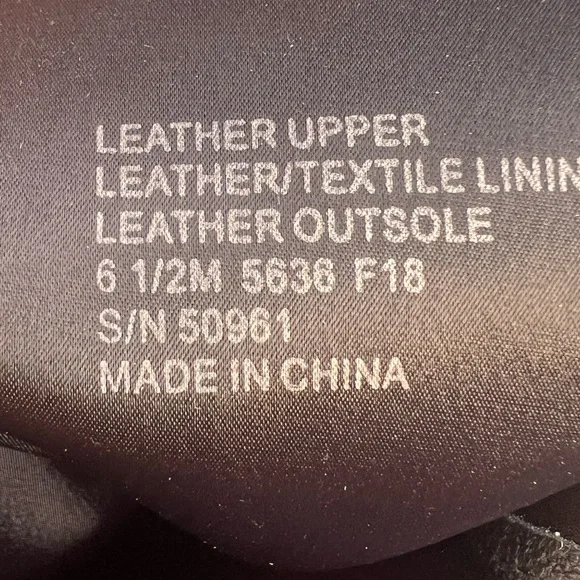 LEATHER UPPER
LEATHER/TEXTILE LININ
LEATHER OUTSOLE
6 1/2M 5636 F18
S/N 50961
MADE IN CHINA